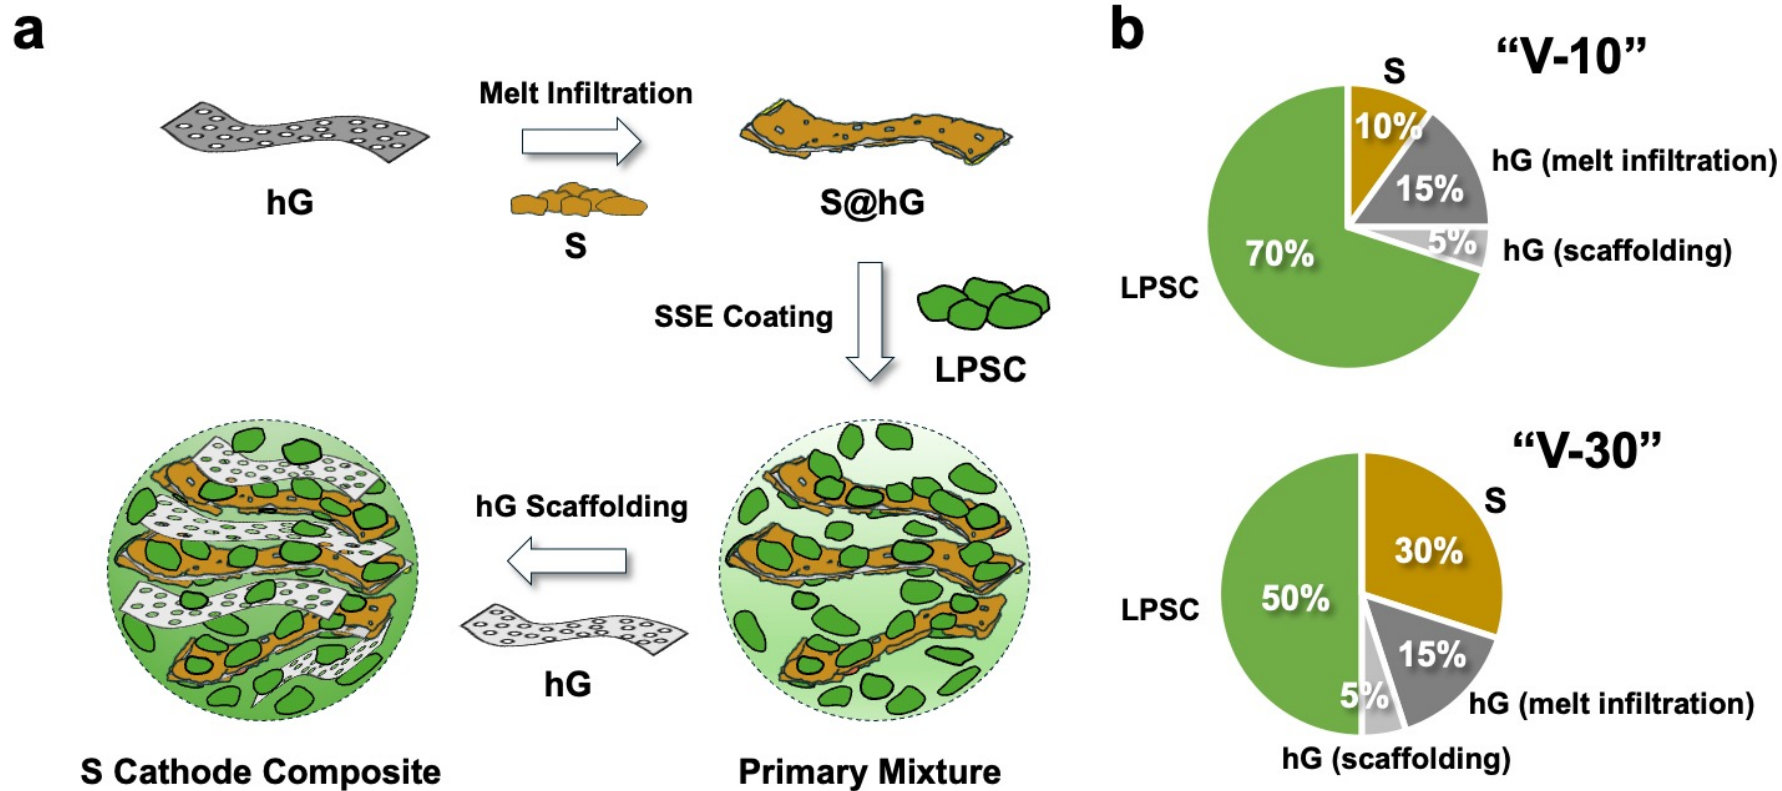 a
Melt Infiltration
hG
S
S@hG
SSE Coating
LPSC
hG Scaffolding
hG
S Cathode Composite
Primary Mixture
b
“V-10”
S
10%
hG (melt infiltration)
15%
5%
hG (scaffolding)
70%
LPSC
“V-30”
S
30%
50%
LPSC
15%
5%
hG (melt infiltration)
hG (scaffolding)